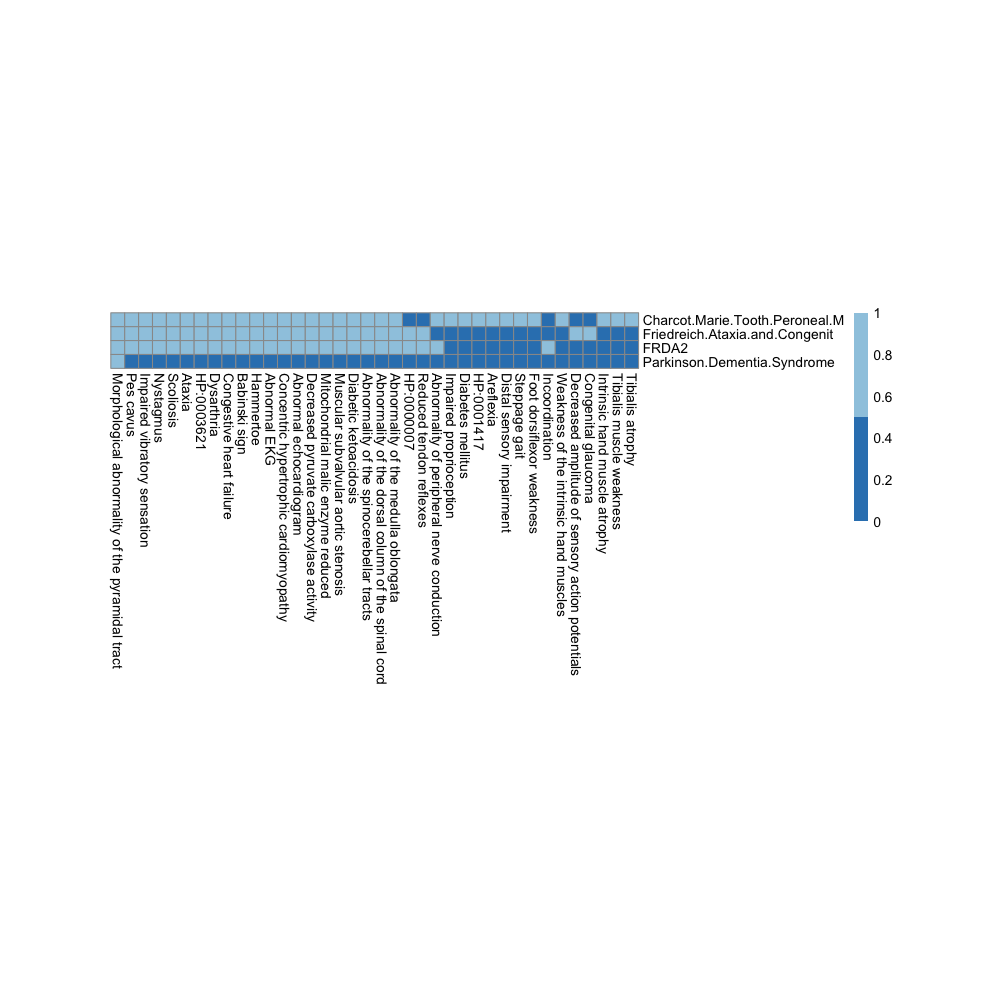 Charcot.Marie.Tooth.Peroneal.M
Friedreich.Ataxia.and.Congenit
FRDA2
Parkinson.Dementia.Syndrome
1
0.8
0.6
0.4
0.2
0
Morphological abnormality of the pyramidal tract
Pes cavus
Impaired vibratory sensation
Nystagmus
Scoliosis
Ataxia
HP:0003621
Dysarthria
Congestive heart failure
Babinski sign
Hammertoe
Abnormal EKG
Concentric hypertrophic cardiomyopathy
Abnormal echocardiogram
Decreased pyruvate carboxylase activity
Mitochondrial malic enzyme reduced
Muscular subvalvular aortic stenosis
Diabetic ketoacidosis
Abnormality of the spinocerebellar tracts
Abnormality of the dorsal column of the spinal cord
Abnormality of the medulla oblongata
HP:0000007
Reduced tendon reflexes
Abnormality of peripheral nerve conduction
Impaired proprioception
Diabetes mellitus
HP:0001417
Areflexia
Distal sensory impairment
Steppage gait
Foot dorsiflexor weakness
Incoordination
Weakness of the intrinsic hand muscles
Decreased amplitude of sensory action potentials
Congenital glaucoma
Intrinsic hand muscle atrophy
Tibialis muscle weakness
Tibialis atrophy